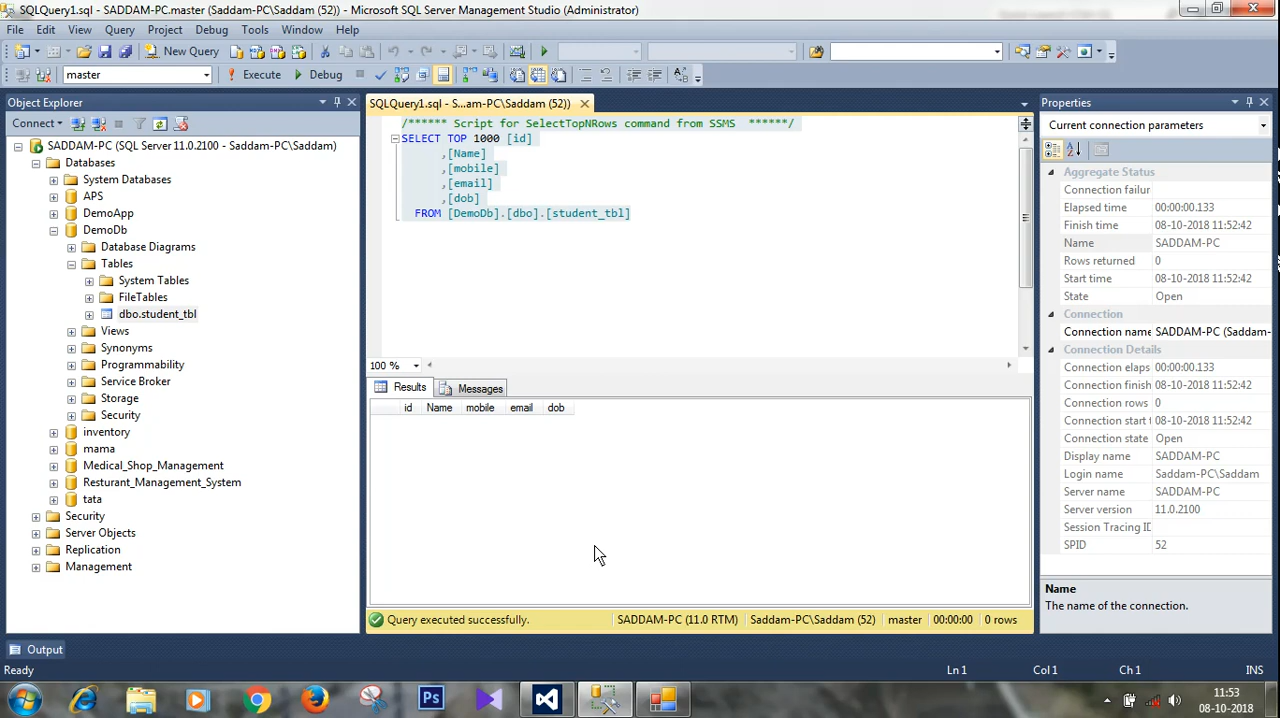 SQLQuery1.sql - SADDAM-PC.master (Saddam-PC\Saddam (52)) - Microsoft SQL Server Management Studio (Administrator)
File Edit View Query Project Debug Tools Window Help
New Query
master Execute Debug
Object Explorer
Connect
SADDAM-PC (SQL Server 11.0.2100 - Saddam-PC\Saddam)
Databases
System Databases
APS
DemoApp
DemoDb
Database Diagrams
Tables
System Tables
FileTables
dbo.student_tbl
Views
Synonyms
Programmability
Service Broker
Storage
Security
inventory
mama
Medical_Shop_Management
Resturant_Management_System
tata
Security
Server Objects
Replication
Management
SQLQuery1.sql - S...am-PC\Saddam (52))
/****** Script for SelectTopNRows command from SSMS ******/
SELECT TOP 1000 [id]
,[Name]
,[mobile]
,[email]
,[dob]
FROM [DemoDb].[dbo].[student_tbl]
100 %
Results Messages
id Name mobile email dob
Query executed successfully. SADDAM-PC (11.0 RTM) Saddam-PC\Saddam (52) master 00:00:00 0 rows
Properties
Current connection parameters
Aggregate Status
Connection failur
Elapsed time 00:00:00.133
Finish time 08-10-2018 11:52:42
Name SADDAM-PC
Rows returned 0
Start time 08-10-2018 11:52:42
State Open
Connection
Connection name SADDAM-PC (Saddam-
Connection Details
Connection elaps 00:00:00.133
Connection finish 08-10-2018 11:52:42
Connection rows 0
Connection start t 08-10-2018 11:52:42
Connection state Open
Display name SADDAM-PC
Login name Saddam-PC\Saddam
Server name SADDAM-PC
Server version 11.0.2100
Session Tracing ID
SPID 52
Name
The name of the connection.
Output
Ready Ln 1 Col 1 Ch 1 INS
Ps
11:53
08-10-2018